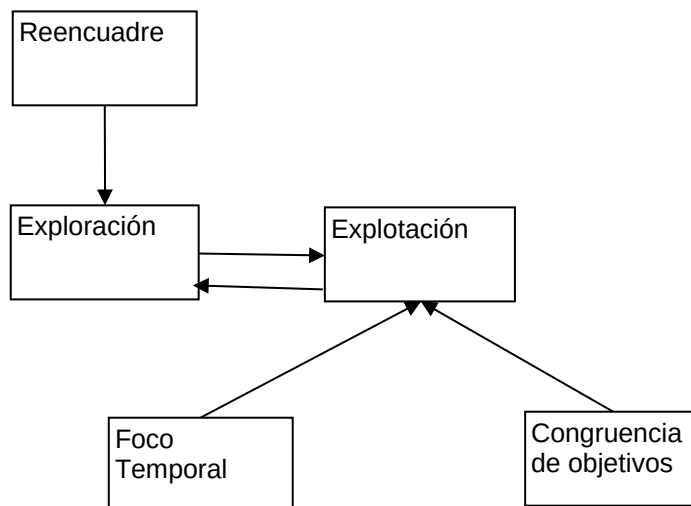 Reencuadre
Exploración
Explotación
Foco
Temporal
Congruencia
de objetivos